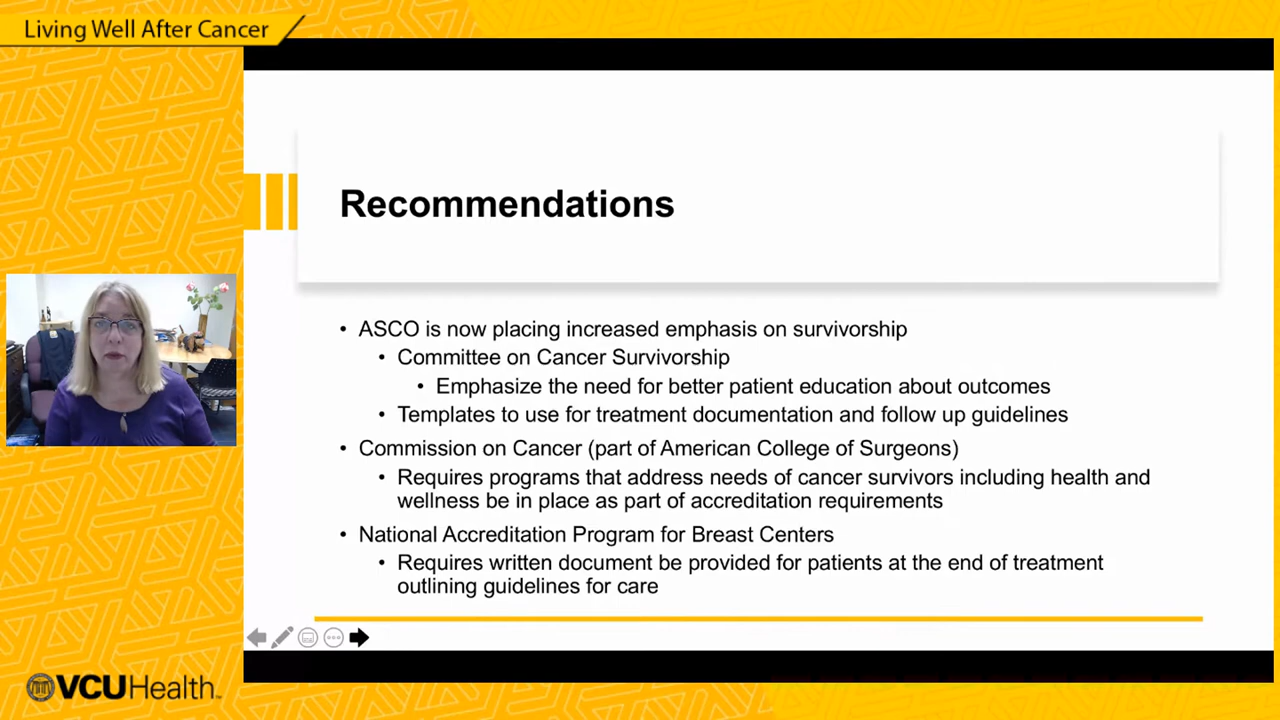 Living Well After Cancer
Recommendations
• ASCO is now placing increased emphasis on survivorship
• Committee on Cancer Survivorship
• Emphasize the need for better patient education about outcomes
• Templates to use for treatment documentation and follow up guidelines
• Commission on Cancer (part of American College of Surgeons)
• Requires programs that address needs of cancer survivors including health and
wellness be in place as part of accreditation requirements
• National Accreditation Program for Breast Centers
• Requires written document be provided for patients at the end of treatment
outlining guidelines for care
VCUHealth